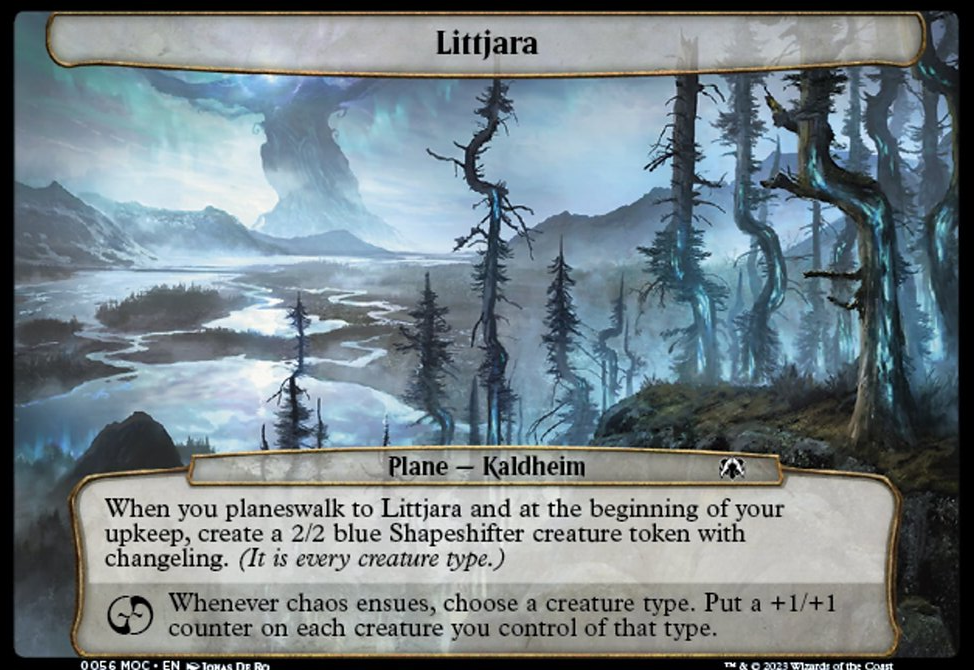 Littjara
Plane — Kaldheim
When you planeswalk to Littjara and at the beginning of your
upkeep, create a 2/2 blue Shapeshifter creature token with
changeling. (It is every creature type.)
Whenever chaos ensues, choose a creature type. Put a +1/+1
counter on each creature you control of that type.
0056 MOC • EN Jonas De Ro
™ & © 2023 Wizards of the Coast